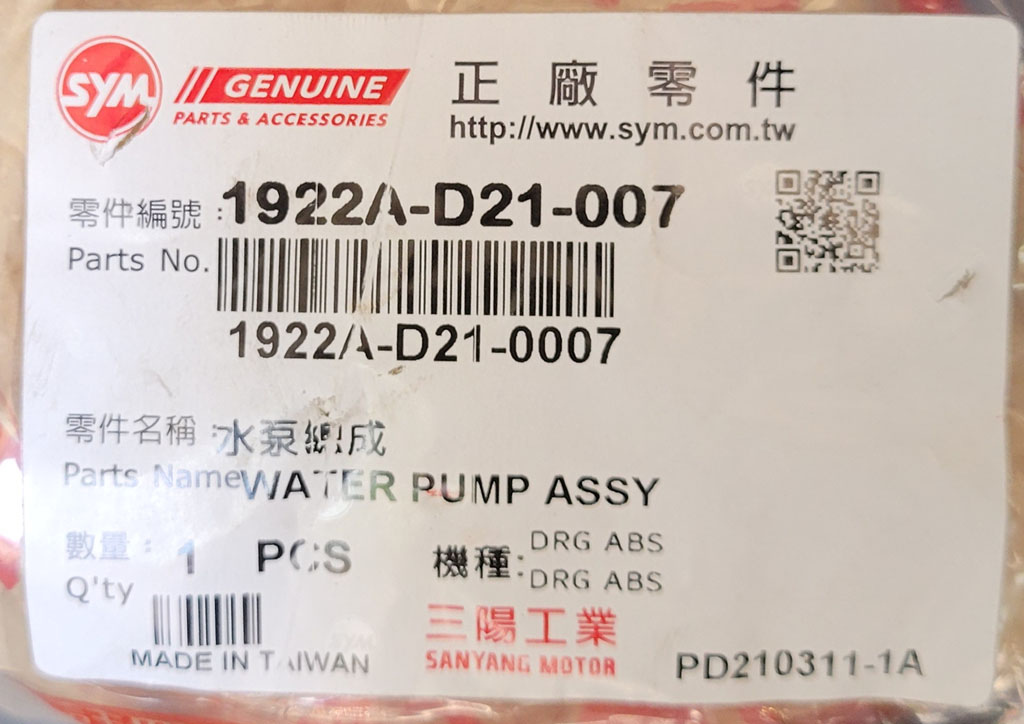 SYM GENUINE
PARTS & ACCESSORIES
正廠零件
http://www.sym.com.tw
零件編號:1922A-D21-007
Parts No.
1922A-D21-0007
零件名稱:水泵總成
Parts Name WATER PUMP ASSY
數量: 1 PCS
Q'ty
機種: DRG ABS
DRG ABS
三陽工業
SANYANG MOTOR
MADE IN TAIWAN
PD210311-1A